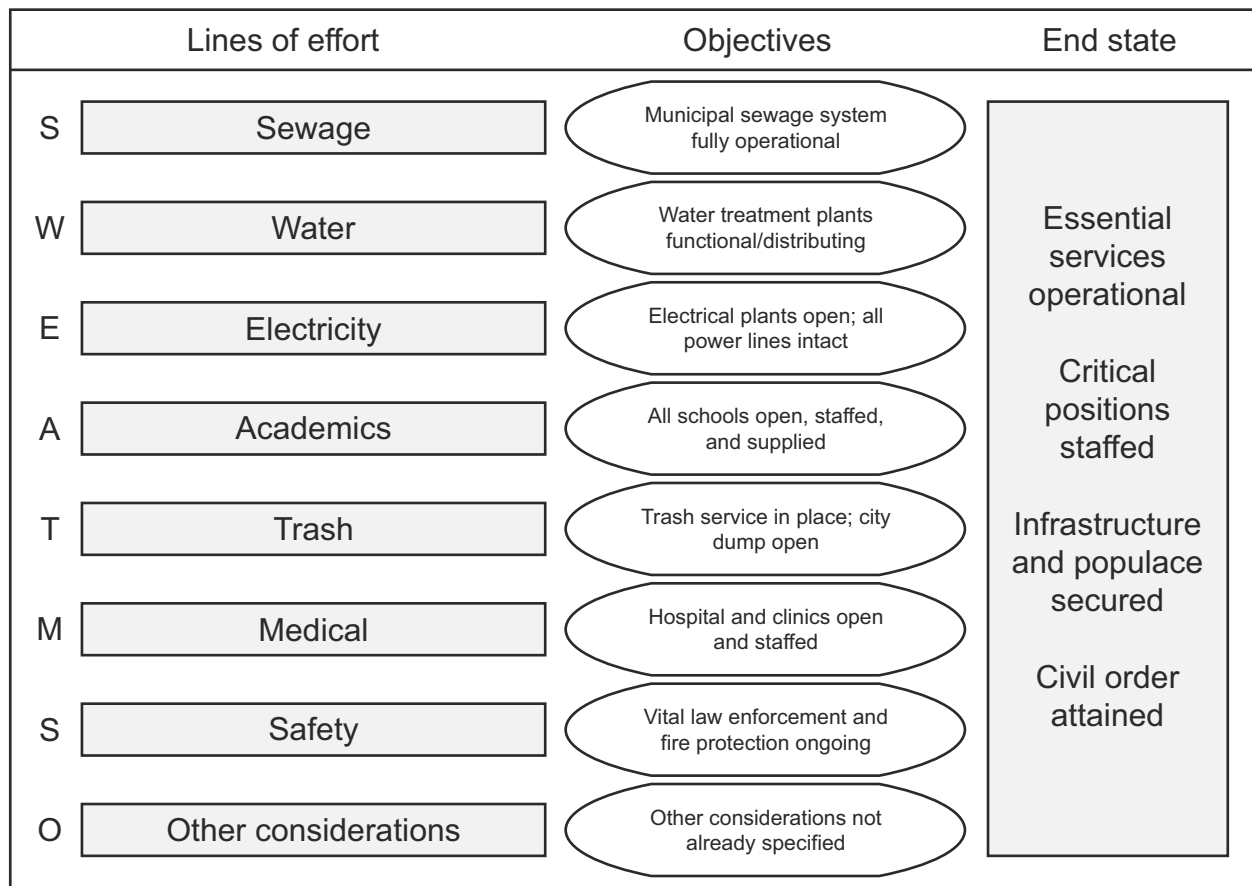 Lines of effort Objectives End state
S Sewage Municipal sewage system
fully operational
W Water Water treatment plants
functional/distributing
E Electricity Electrical plants open; all
power lines intact
A Academics All schools open, staffed,
and supplied
T Trash Trash service in place; city
dump open
M Medical Hospital and clinics open
and staffed
S Safety Vital law enforcement and
fire protection ongoing
O Other considerations Other considerations not
already specified
Essential
services
operational
Critical
positions
staffed
Infrastructure
and populace
secured
Civil order
attained